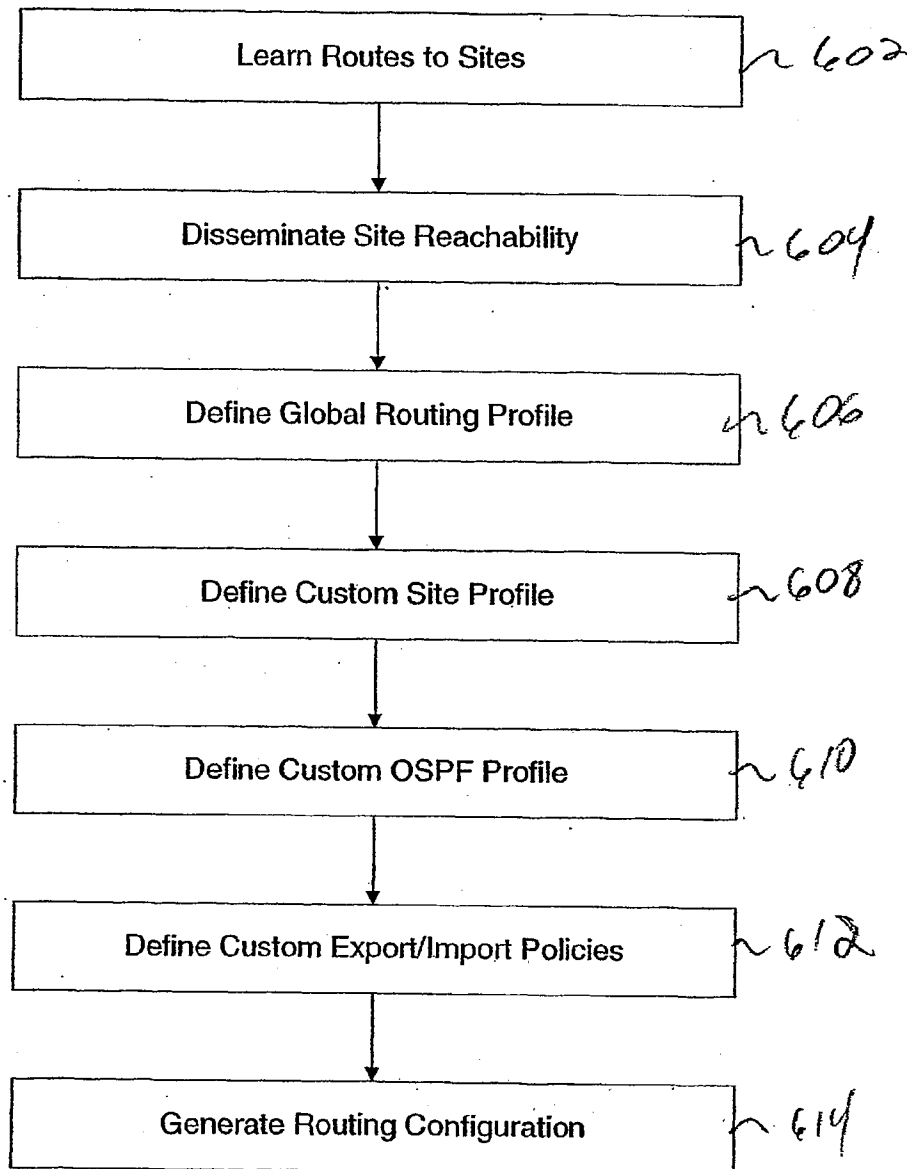 Learn Routes to Sites 602
Disseminate Site Reachability 604
Define Global Routing Profile 606
Define Custom Site Profile 608
Define Custom OSPF Profile 610
Define Custom Export/Import Policies 612
Generate Routing Configuration 614